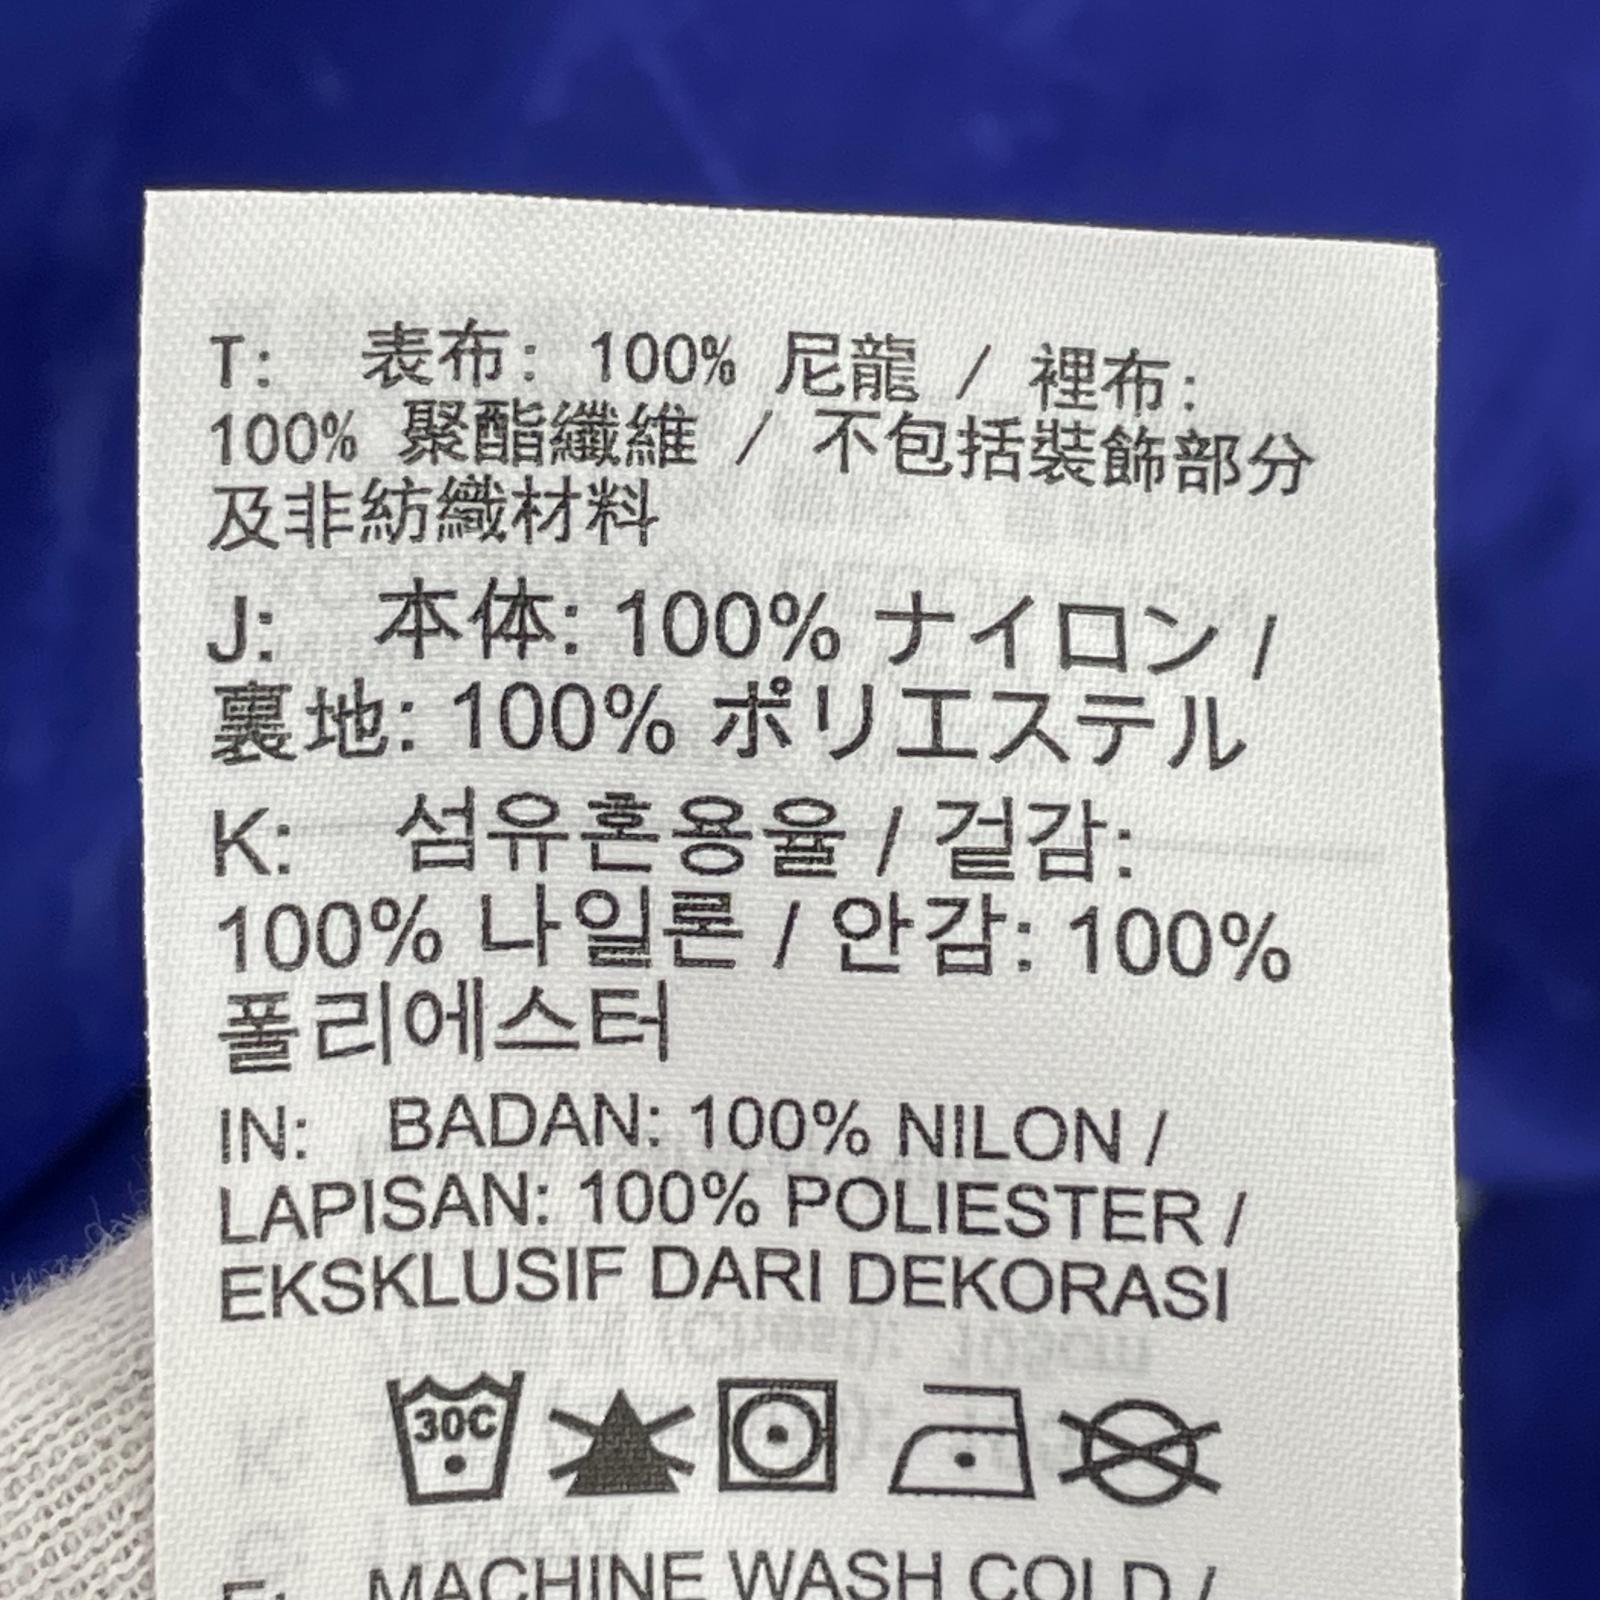 T: 表布: 100% 尼龍 / 裡布:
100% 聚酯纖維 / 不包括裝飾部分
及非紡織材料
J: 本体: 100% ナイロン /
裏地: 100% ポリエステル
K: 섬유혼용율 / 겉감:
100% 나일론 / 안감: 100%
폴리에스터
IN: BADAN: 100% NILON /
LAPISAN: 100% POLIESTER /
EKSKLUSIF DARI DEKORASI
30C
E: MACHINE WASH COLD /